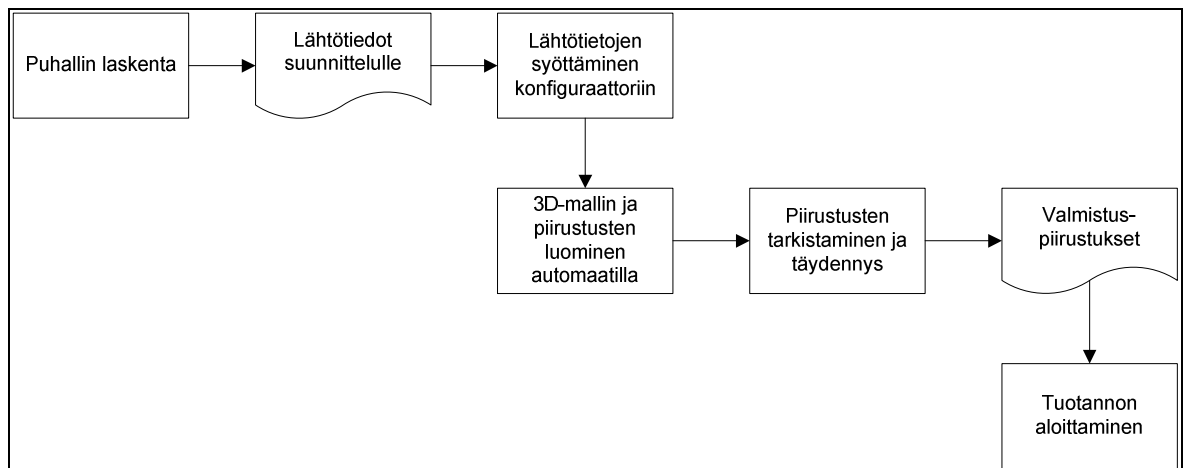 Puhallin laskenta
Lähtötiedot
suunnittelulle
Lähtötietojen
syöttäminen
konfiguraattoriin
3D-mallin ja
piirustusten
luominen
automaatilla
Piirustusten
tarkistaminen ja
täydennys
Valmistus-
piirustukset
Tuotannon
aloittaminen